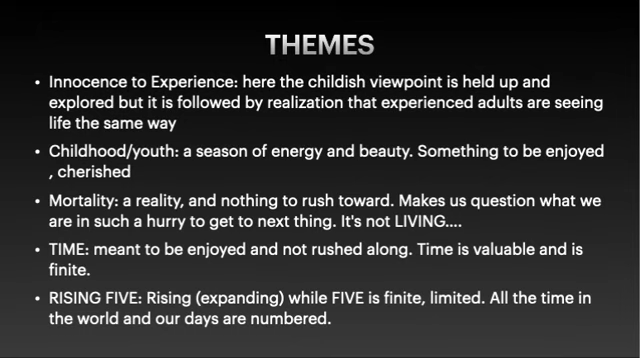 THEMES
• Innocence to Experience: here the childish viewpoint is held up and
explored but it is followed by realization that experienced adults are seeing
life the same way
• Childhood/youth: a season of energy and beauty. Something to be enjoyed
, cherished
• Mortality: a reality, and nothing to rush toward. Makes us question what we
are in such a hurry to get to next thing. It's not LIVING....
• TIME: meant to be enjoyed and not rushed along. Time is valuable and is
finite.
• RISING FIVE: Rising (expanding) while FIVE is finite, limited. All the time in
the world and our days are numbered.